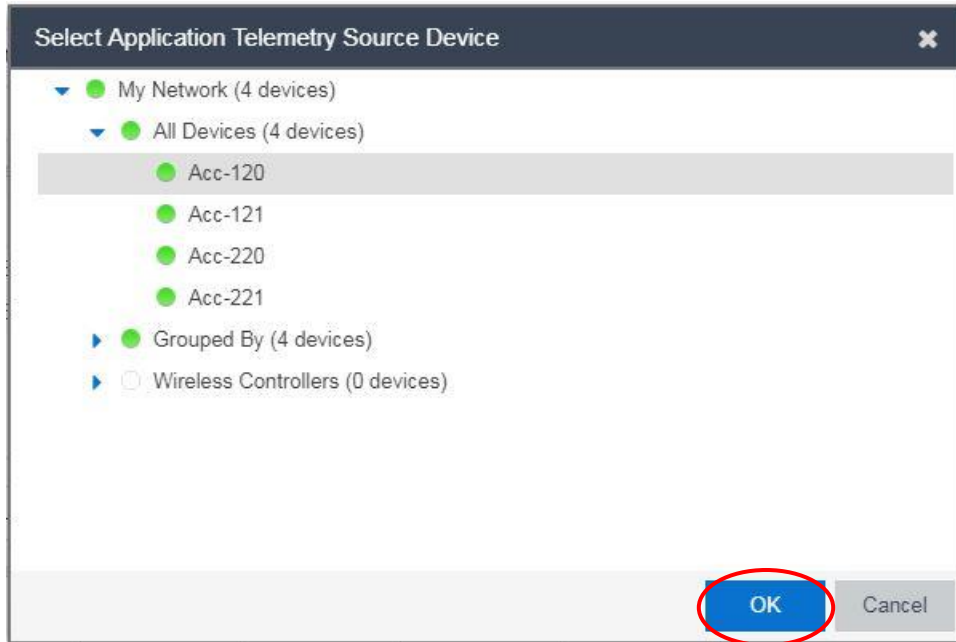 Select Application Telemetry Source Device
My Network (4 devices)
All Devices (4 devices)
Acc-120
Acc-121
Acc-220
Acc-221
Grouped By (4 devices)
Wireless Controllers (0 devices)
OK Cancel